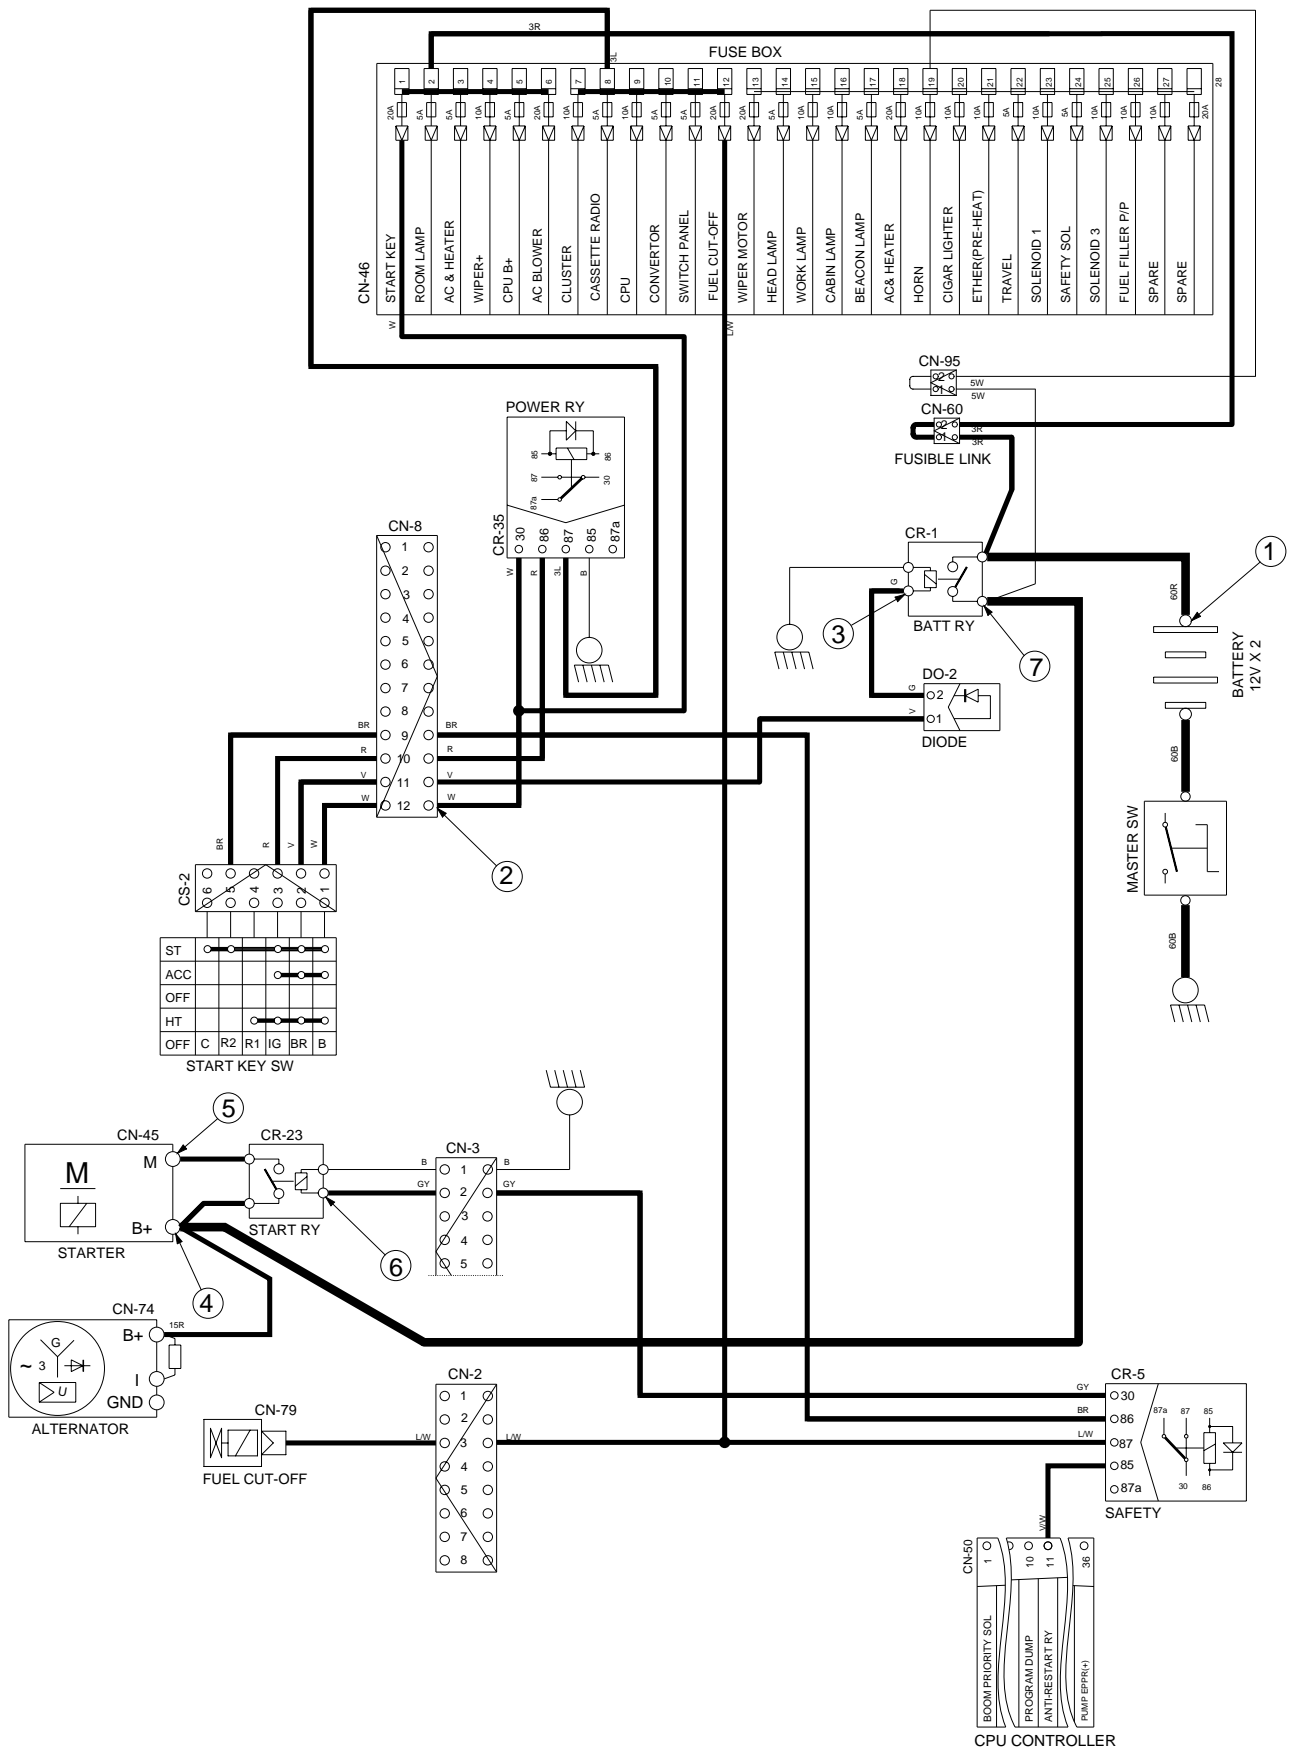 3R
3L
FUSE BOX
1 2 3 4 5 6 7 8 9 10 11 12 13 14 15 16 17 18 19 20 21 22 23 24 25 26 27 28
20A 5A 5A 10A 5A 20A 10A 5A 10A 5A 5A 20A 20A 5A 10A 10A 5A 20A 10A 10A 10A 5A 10A 5A 10A 10A 10A 20A
CN-46
START KEY
ROOM LAMP
AC & HEATER
WIPER+
CPU B+
AC BLOWER
CLUSTER
CASSETTE RADIO
CPU
CONVERTOR
SWITCH PANEL
FUEL CUT-OFF
WIPER MOTOR
HEAD LAMP
WORK LAMP
CABIN LAMP
BEACON LAMP
AC& HEATER
HORN
CIGAR LIGHTER
ETHER(PRE-HEAT)
TRAVEL
SOLENOID 1
SAFETY SOL
SOLENOID 3
FUEL FILLER P/P
SPARE
SPARE
W
L/W
CN-95
2
1
5W
5W
CN-60
2
1
3R
3R
FUSIBLE LINK
POWER RY
85 86
87 30
87a
CR-35
30 86 87 85 87a
W R 3L B
CN-8
1
2
3
4
5
6
7
8
BR 9 BR
R 10 R
V 11 V
W 12 W
2
CR-1
G
BATT RY
3
7
1
60R
BATTERY
12V X 2
60B
MASTER SW
60B
DO-2
G 2
V 1
DIODE
BR R V W
CS-2
6 5 4 3 2 1
ST
ACC
OFF
HT
OFF C R2 R1 IG BR B
START KEY SW
5
CN-45
M
M
B+
STARTER
CR-23
START RY
6
4
CN-3
B 1 B
GY 2 GY
3
4
5
CN-74
B+
15R
G
~ 3
U
I
GND
ALTERNATOR
CN-79
FUEL CUT-OFF
CN-2
1
2
L/W 3 L/W
4
5
6
7
8
CR-5
GY 30
BR 86
L/W 87
85
87a
87a 87 85
30 86
SAFETY
V/W
CN-50
1 10 11 36
BOOM PRIORITY SOL
PROGRAM DUMP
ANTI-RESTART RY
PUMP EPPR(+)
CPU CONTROLLER